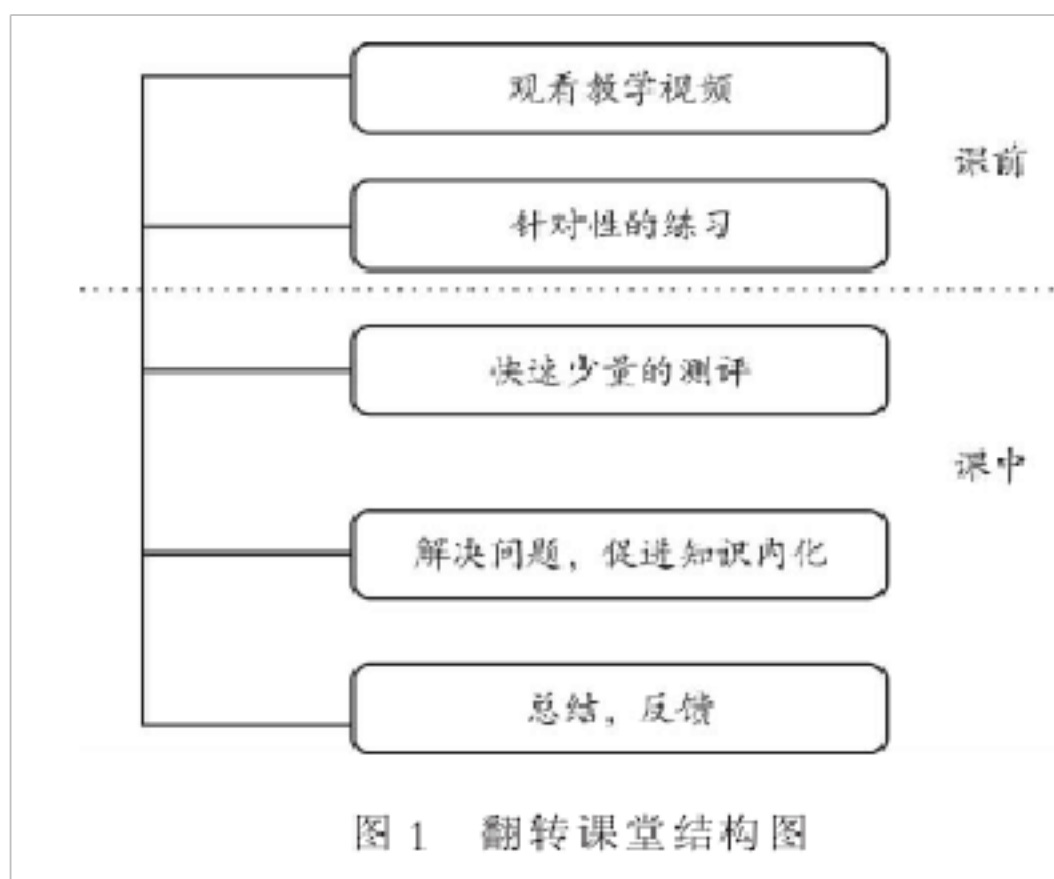 观看教学视频
课前
针对性的练习
快速少量的测评
课中
解决问题，促进知识内化
总结，反馈
图 1 翻转课堂结构图